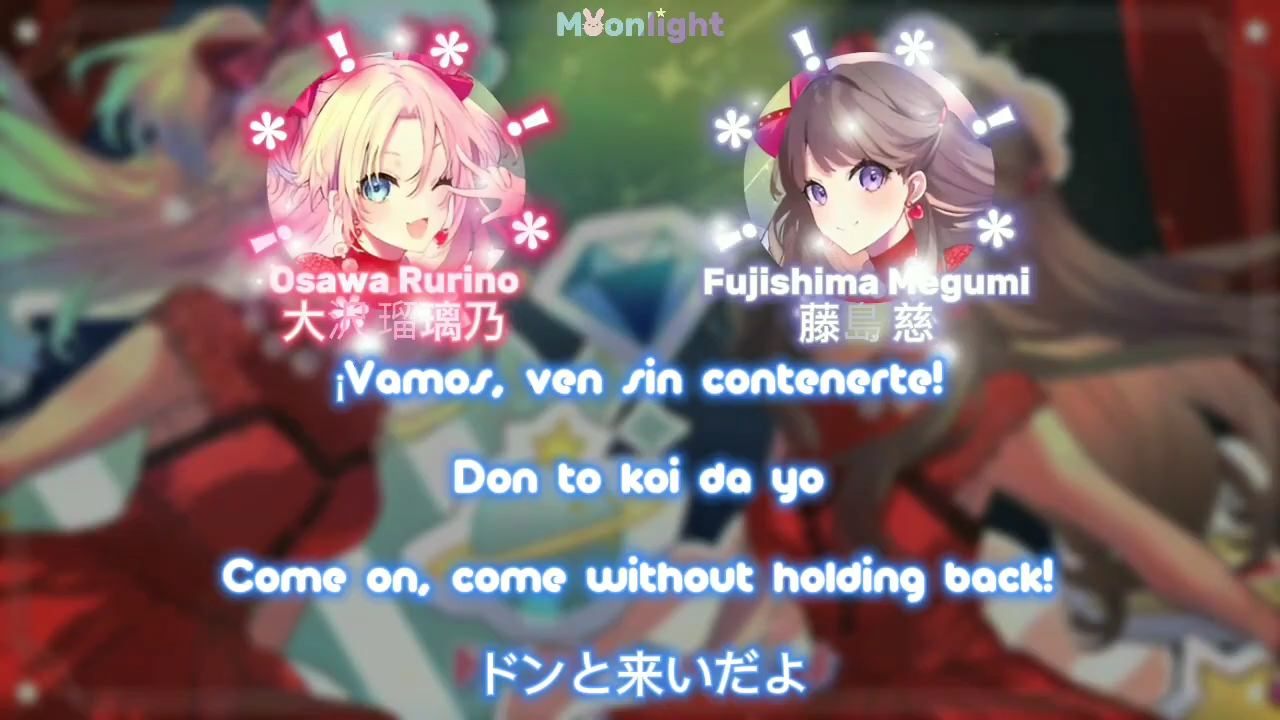 Moonlight
Osawa Rurino
大沢瑠璃乃
Fujishima Megumi
藤島慈
¡Vamos, ven sin contenerte!
Don to koi da yo
Come on, come without holding back!
ドンと来いだよ